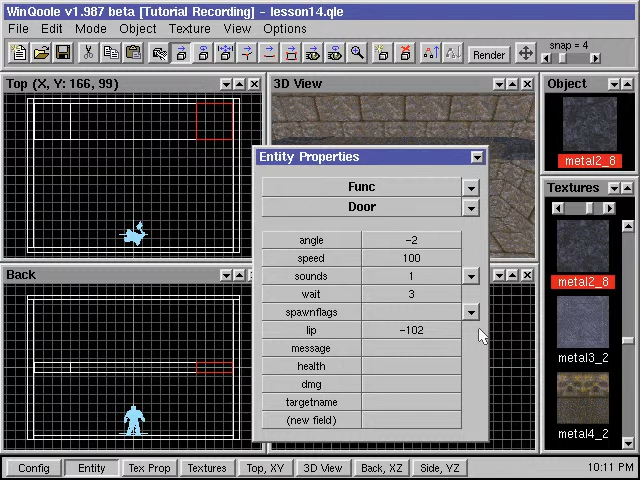 WinQoole v1.987 beta [Tutorial Recording] - lesson14.qle
File Edit Mode Object Texture View Options
Render
snap = 4
Top (X, Y: 166, 99)
3D View
Object
metal2_8
Entity Properties
Func
Door
angle -2
speed 100
sounds 1
wait 3
spawnflags
lip -102
message
health
dmg
targetname
(new field)
Back
Textures
metal2_8
metal3_2
metal4_2
Config Entity Tex Prop Textures Top, XY 3D View Back, XZ Side, YZ 10:11 PM